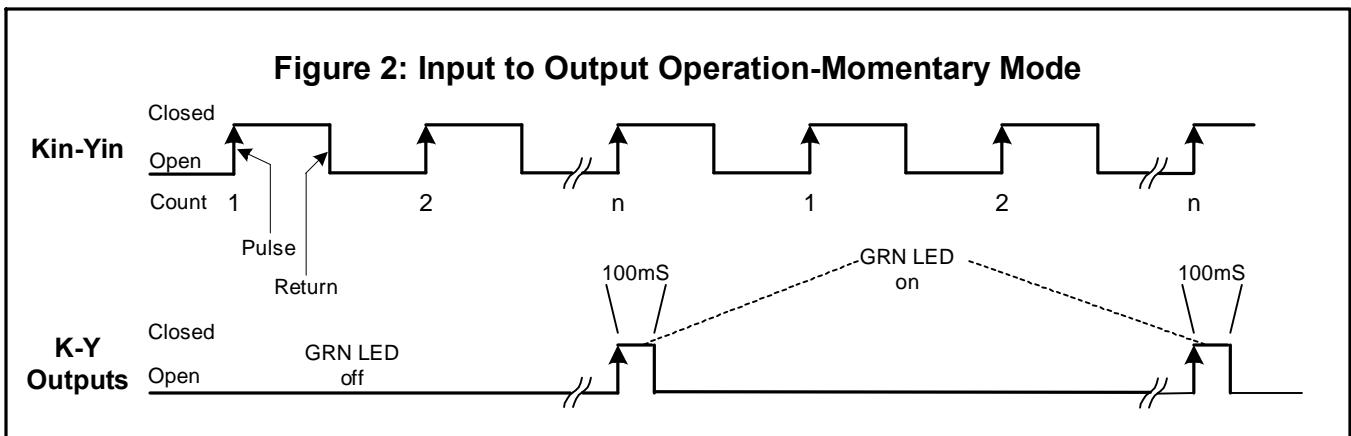 Figure 2: Input to Output Operation-Momentary Mode
Closed
Kin-Yin
Open
Count 1 2 n 1 2 n
Pulse
Return
100mS
GRN LED
on
100mS
Closed
K-Y
Outputs
GRN LED
off
Open